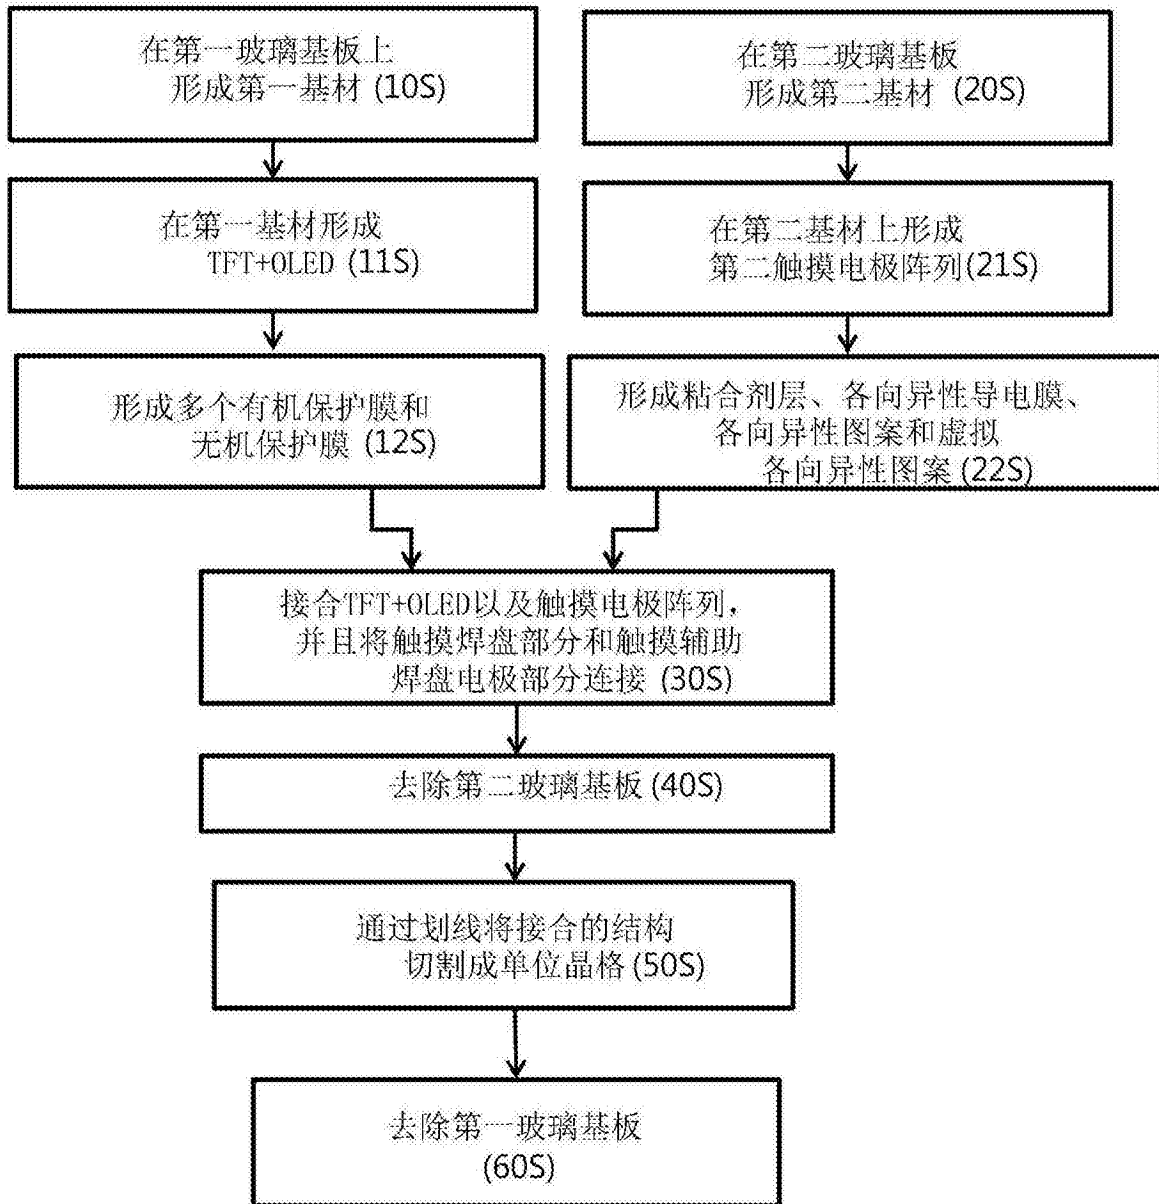 在第一玻璃基板上
形成第一基材 (10S)
在第一基材形成
TFT+OLED (11S)
形成多个有机保护膜和
无机保护膜 (12S)
在第二玻璃基板
形成第二基材 (20S)
在第二基材上形成
第二触摸电极阵列(21S)
形成粘合剂层、各向异性导电膜、
各向异性图案和虚拟
各向异性图案(22S)
接合TFT+OLED以及触摸电极阵列，
并且将触摸焊盘部分和触摸辅助
焊盘电极部分连接 (30S)
去除第二玻璃基板(40S)
通过划线将接合的结构
切割成单位晶格(50S)
去除第一玻璃基板
(60S)